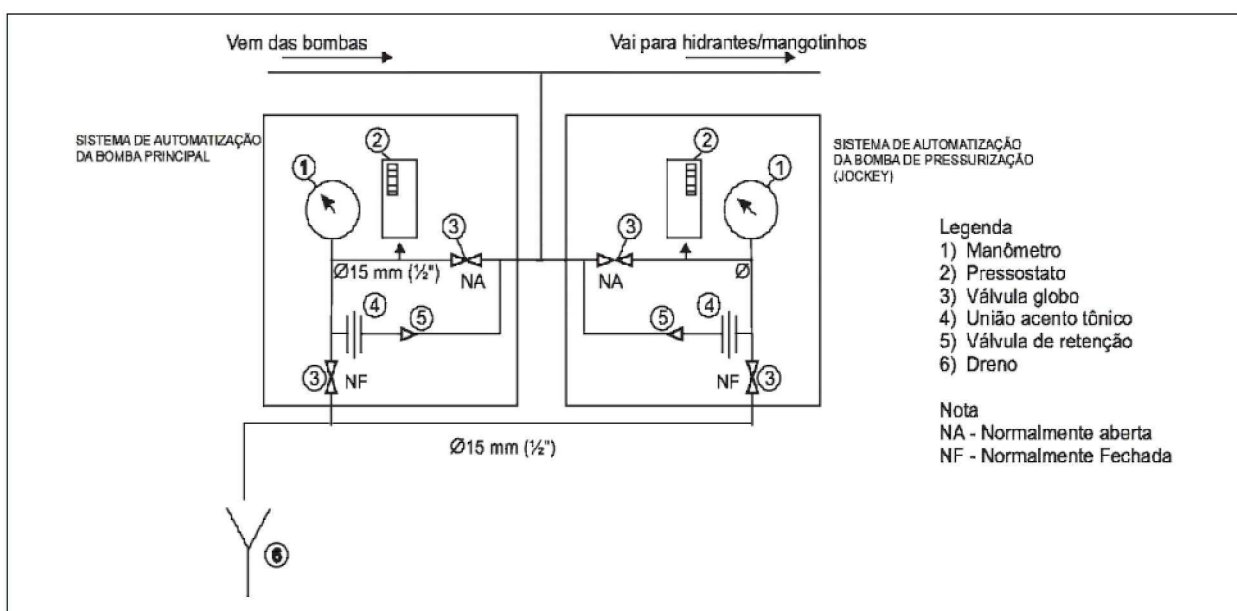 Vem das bombas
Vai para hidrantes/mangotinhos
SISTEMA DE AUTOMATIZAÇÃO
DA BOMBA PRINCIPAL
1
2
3
Ø15 mm (½")
NA
4
5
3
NF
2
1
3
NA
Ø
5
4
NF
3
SISTEMA DE AUTOMATIZAÇÃO
DA BOMBA DE PRESSURIZAÇÃO
(JOCKEY)
Ø15 mm (½")
6
Legenda
1) Manômetro
2) Pressostato
3) Válvula globo
4) União acento tônico
5) Válvula de retenção
6) Dreno
Nota
NA - Normalmente aberta
NF - Normalmente Fechada